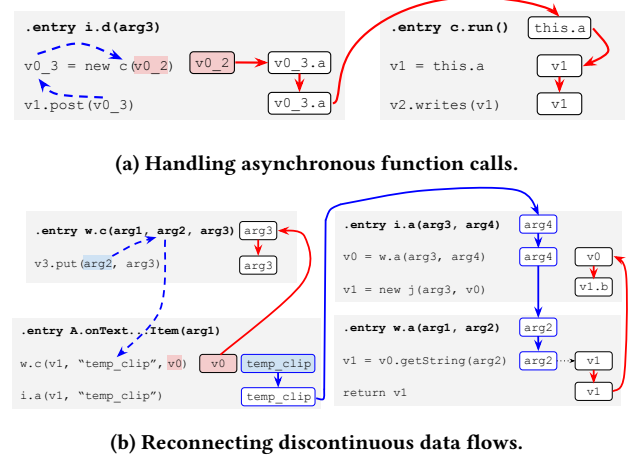 .entry i.d(arg3)
v0_3 = new c(v0_2)
v1.post(v0_3)
v0_2
v0_3.a
v0_3.a
.entry c.run()
v1 = this.a
v2.writes(v1)
this.a
v1
v1
(a) Handling asynchronous function calls.
.entry w.c(arg1, arg2, arg3)
v3.put(arg2, arg3)
arg3
arg3
.entry A.onText...Item(arg1)
w.c(v1, “temp_clip”, v0)
i.a(v1, “temp_clip”)
v0
temp_clip
temp_clip
.entry i.a(arg3, arg4)
v0 = w.a(arg3, arg4)
v1 = new j(arg3, v0)
arg4
arg4
v0
v1.b
.entry w.a(arg1, arg2)
v1 = v0.getString(arg2)
return v1
arg2
arg2
v1
v1
(b) Reconnecting discontinuous data flows.